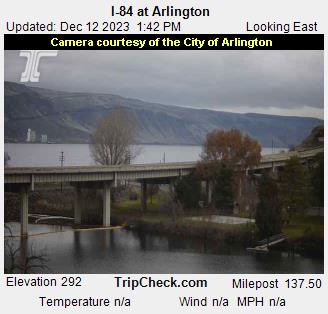 I-84 at Arlington
Updated: Dec 12 2023 1:42 PM Looking East
Camera courtesy of the City of Arlington
Elevation 292 TripCheck.com Milepost 137.50
Temperature n/a Wind n/a MPH n/a